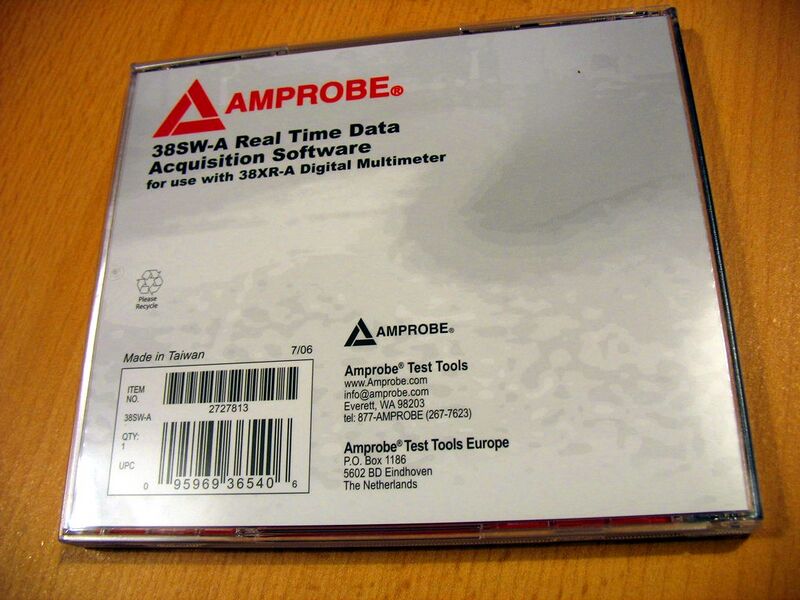 AMPROBE®
38SW-A Real Time Data
Acquisition Software
for use with 38XR-A Digital Multimeter
Please
Recycle
Made in Taiwan 7/06
ITEM
NO.
2727813
38SW-A
QTY:
1
UPC
0 95969 36540 6
AMPROBE®
Amprobe® Test Tools
www.Amprobe.com
info@amprobe.com
Everett, WA 98203
tel: 877-AMPROBE (267-7623)
Amprobe® Test Tools Europe
P.O. Box 1186
5602 BD Eindhoven
The Netherlands